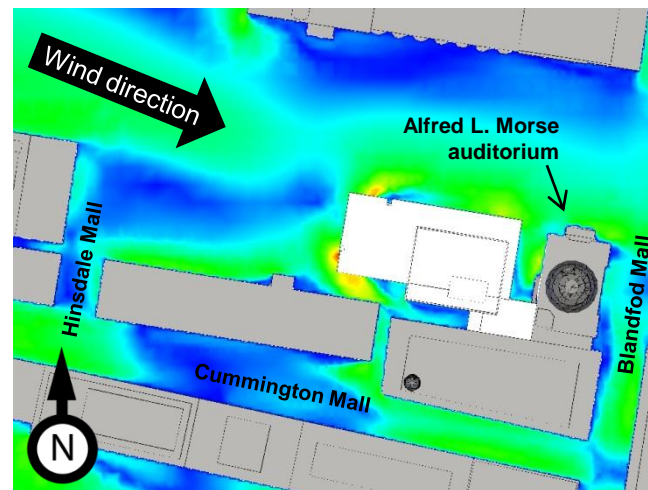 Wind direction
Alfred L. Morse
auditorium
Hinsdale Mall
Blandfod Mall
Cummington Mall
N